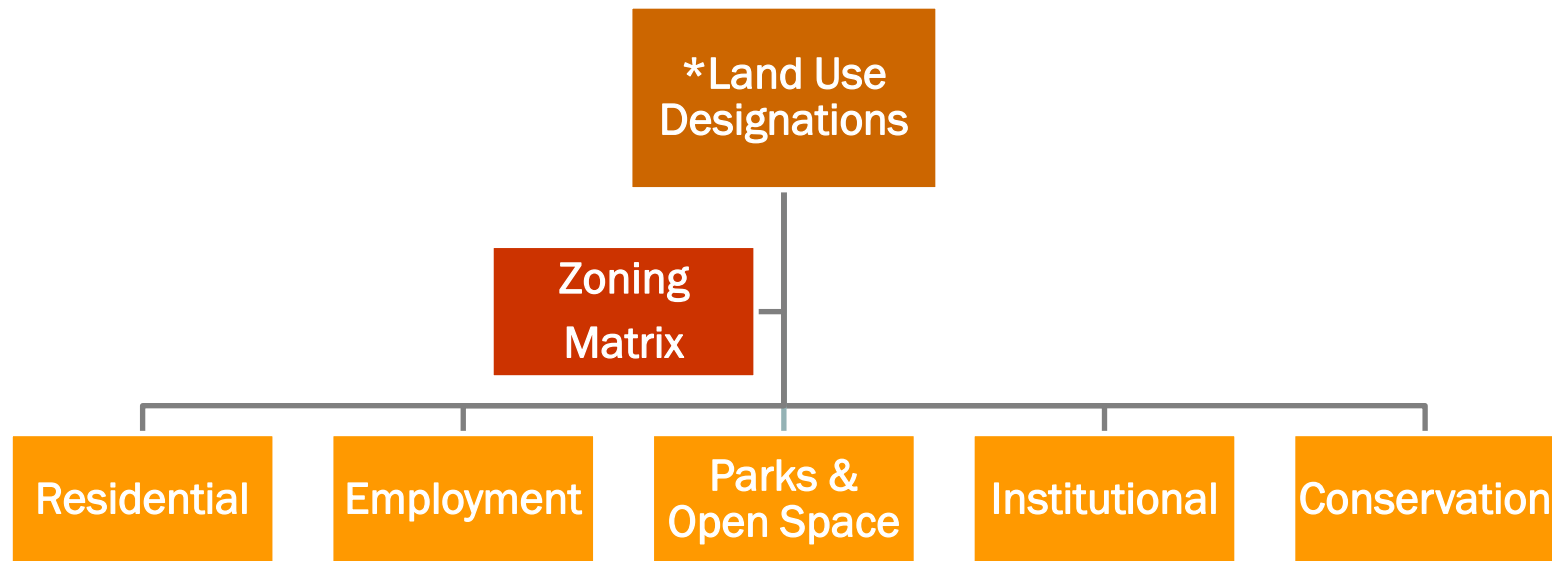 *Land Use
Designations
Zoning
Matrix
Residential
Employment
Parks &
Open Space
Institutional
Conservation